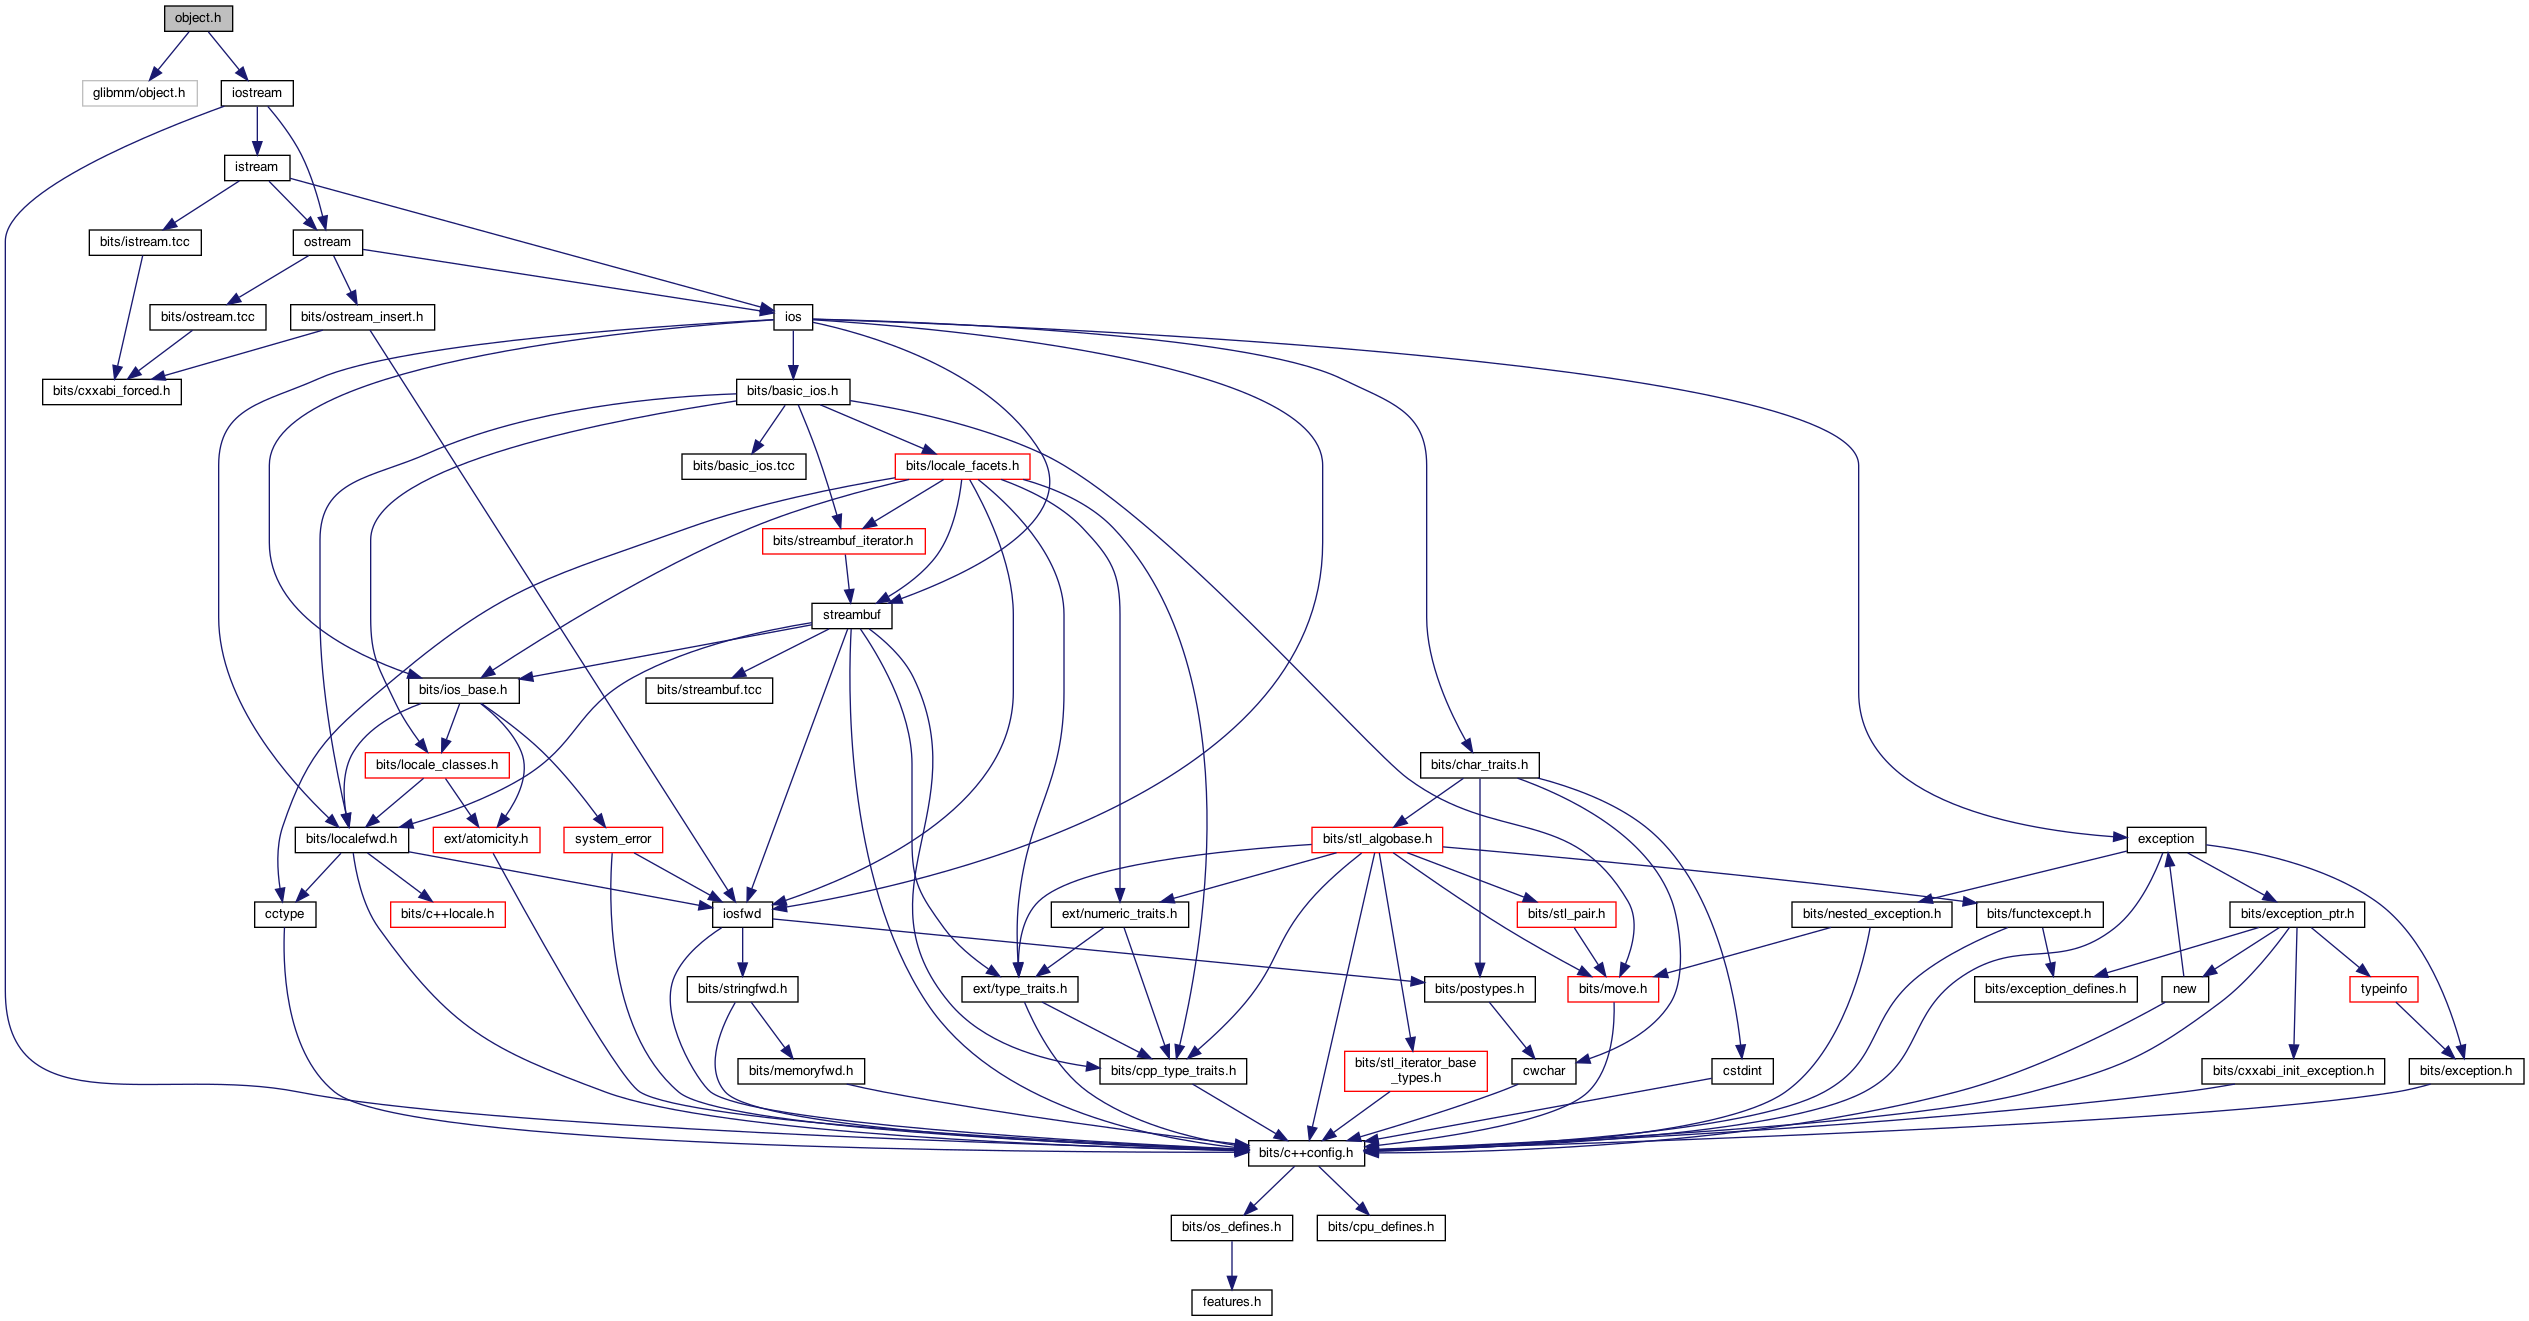 object.h
glibmm/object.h
iostream
istream
bits/istream.tcc
ostream
bits/ostream.tcc
bits/ostream_insert.h
ios
bits/cxxabi_forced.h
bits/basic_ios.h
bits/basic_ios.tcc
bits/locale_facets.h
bits/streambuf_iterator.h
streambuf
bits/ios_base.h
bits/streambuf.tcc
bits/locale_classes.h
bits/char_traits.h
bits/localefwd.h
ext/atomicity.h
system_error
bits/stl_algobase.h
exception
cctype
bits/c++locale.h
iosfwd
ext/numeric_traits.h
bits/stl_pair.h
bits/nested_exception.h
bits/functexcept.h
bits/exception_ptr.h
bits/stringfwd.h
ext/type_traits.h
bits/postypes.h
bits/move.h
bits/exception_defines.h
new
typeinfo
bits/memoryfwd.h
bits/cpp_type_traits.h
bits/stl_iterator_base
_types.h
cwchar
cstdint
bits/cxxabi_init_exception.h
bits/exception.h
bits/c++config.h
bits/os_defines.h
bits/cpu_defines.h
features.h